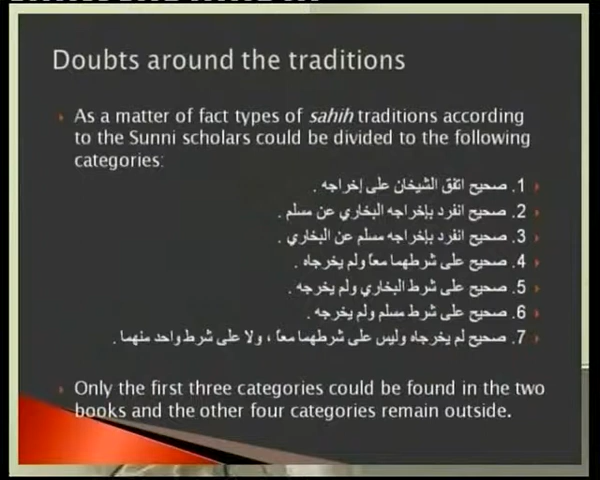 Doubts around the traditions
As a matter of fact types of sahih traditions according
to the Sunni scholars could be divided to the following
categories:
1. صحيح اتفق الشيخان على إخراجه .
2. صحيح انفرد بإخراجه البخاري عن مسلم .
3. صحيح انفرد بإخراجه مسلم عن البخاري .
4. صحيح على شرطهما معاً ولم يخرجاه .
5. صحيح على شرط البخاري ولم يخرجه .
6. صحيح على شرط مسلم ولم يخرجه .
7. صحيح لم يخرجاه وليس على شرطهما معاً ، ولا على شرط واحد منهما .
Only the first three categories could be found in the two
books and the other four categories remain outside.